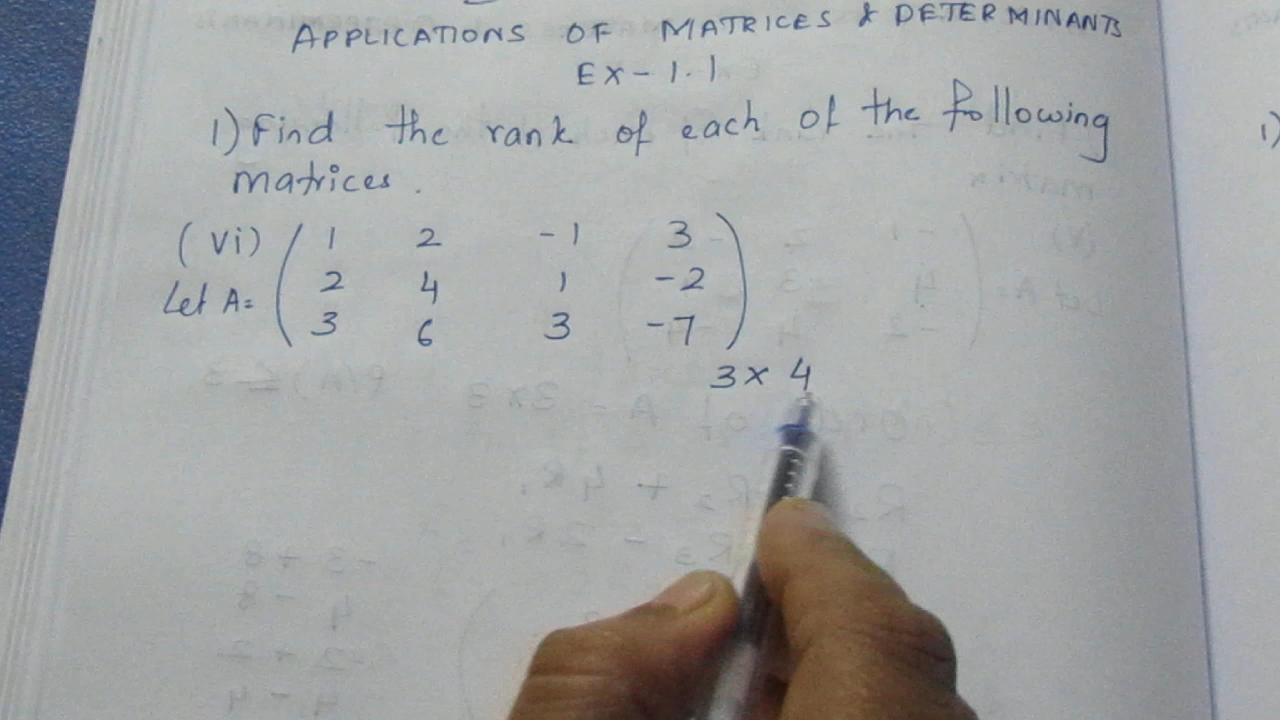 APPLICATIONS OF MATRICES & DETERMINANTS
EX - 1.1
1) Find the rank of each of the following
matrices.
(Vi) 1 2 -1 3
Let A = 2 4 1 -2
3 6 3 -7
3 x 4
1)